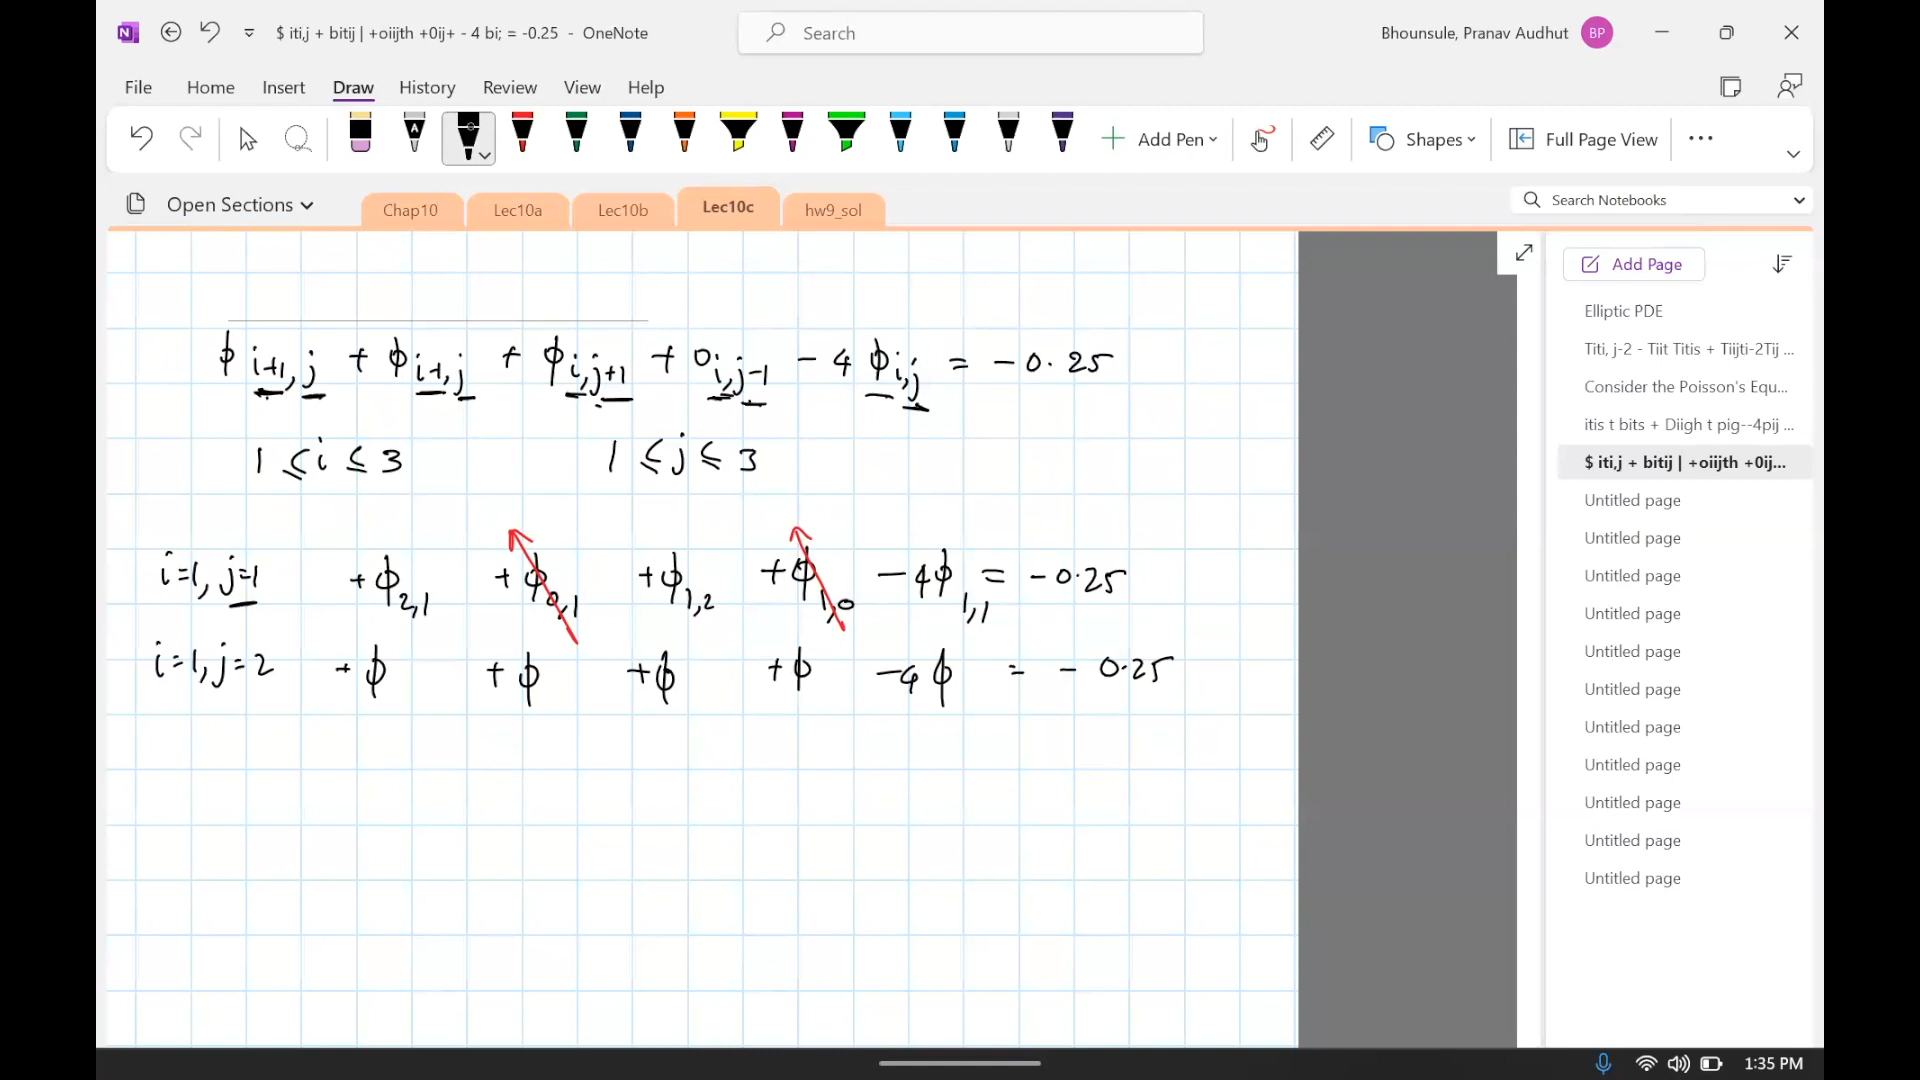 $ iti,j + bitij | +oiijth +0ij+ - 4 bi; = -0.25 - OneNote
Search
Bhounsule, Pranav Audhut
BP
File Home Insert Draw History Review View Help
Add Pen
Shapes
Full Page View
Open Sections
Chap10
Lec10a
Lec10b
Lec10c
hw9_sol
Search Notebooks
ϕ i+1, j + ϕ i-1, j + ϕ i, j+1 + 0 i, j-1 - 4 ϕ i,j = - 0.25
1 ≤ i ≤ 3 1 ≤ j ≤ 3
i=1, j=1 +ϕ 2,1 +ϕ 0,1 +ϕ 1,2 +ϕ 1,0 -4ϕ 1,1 = -0.25
i=1, j=2 +ϕ +ϕ +ϕ +ϕ -4ϕ = - 0.25
Add Page
Elliptic PDE
Titi, j-2 - Tiit Titis + Tiijti-2Tij ...
Consider the Poisson's Equ...
itis t bits + Diigh t pig--4pij ...
$ iti,j + bitij | +oiijth +0ij...
Untitled page
Untitled page
Untitled page
Untitled page
Untitled page
Untitled page
Untitled page
Untitled page
Untitled page
Untitled page
Untitled page
1:35 PM